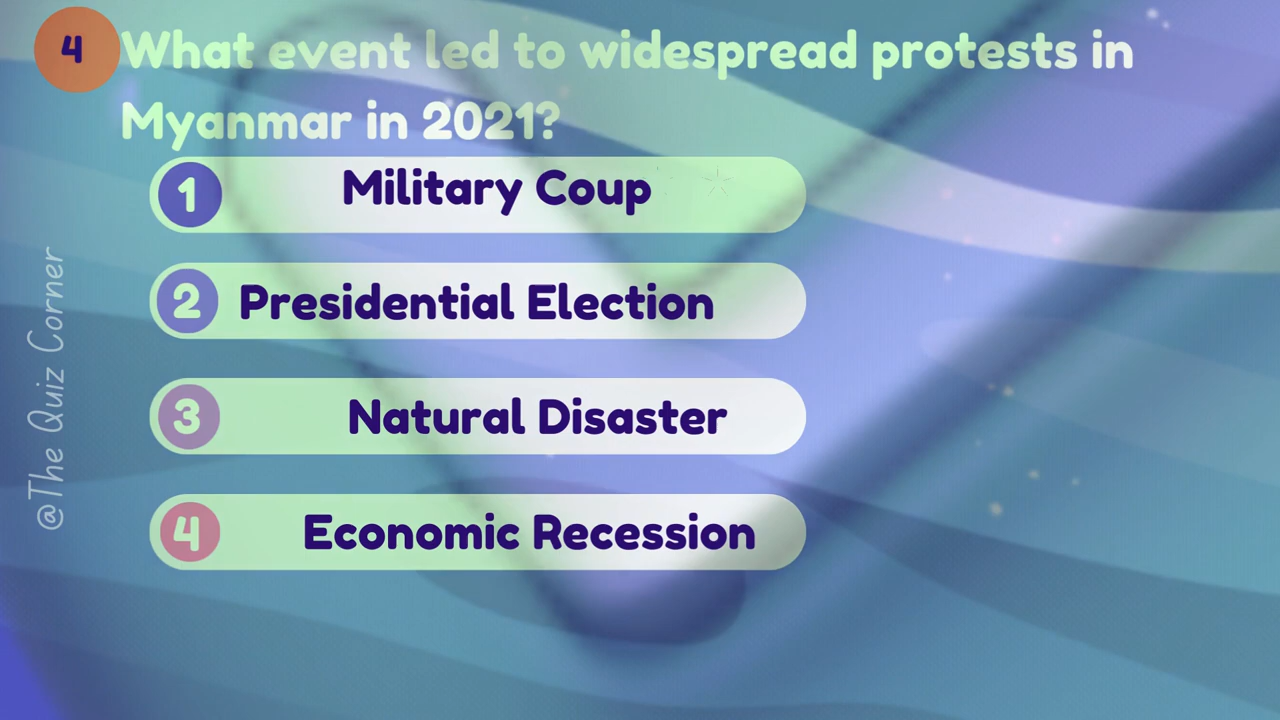 4
What event led to widespread protests in
Myanmar in 2021?
1 Military Coup
2 Presidential Election
3 Natural Disaster
4 Economic Recession
@The Quiz Corner